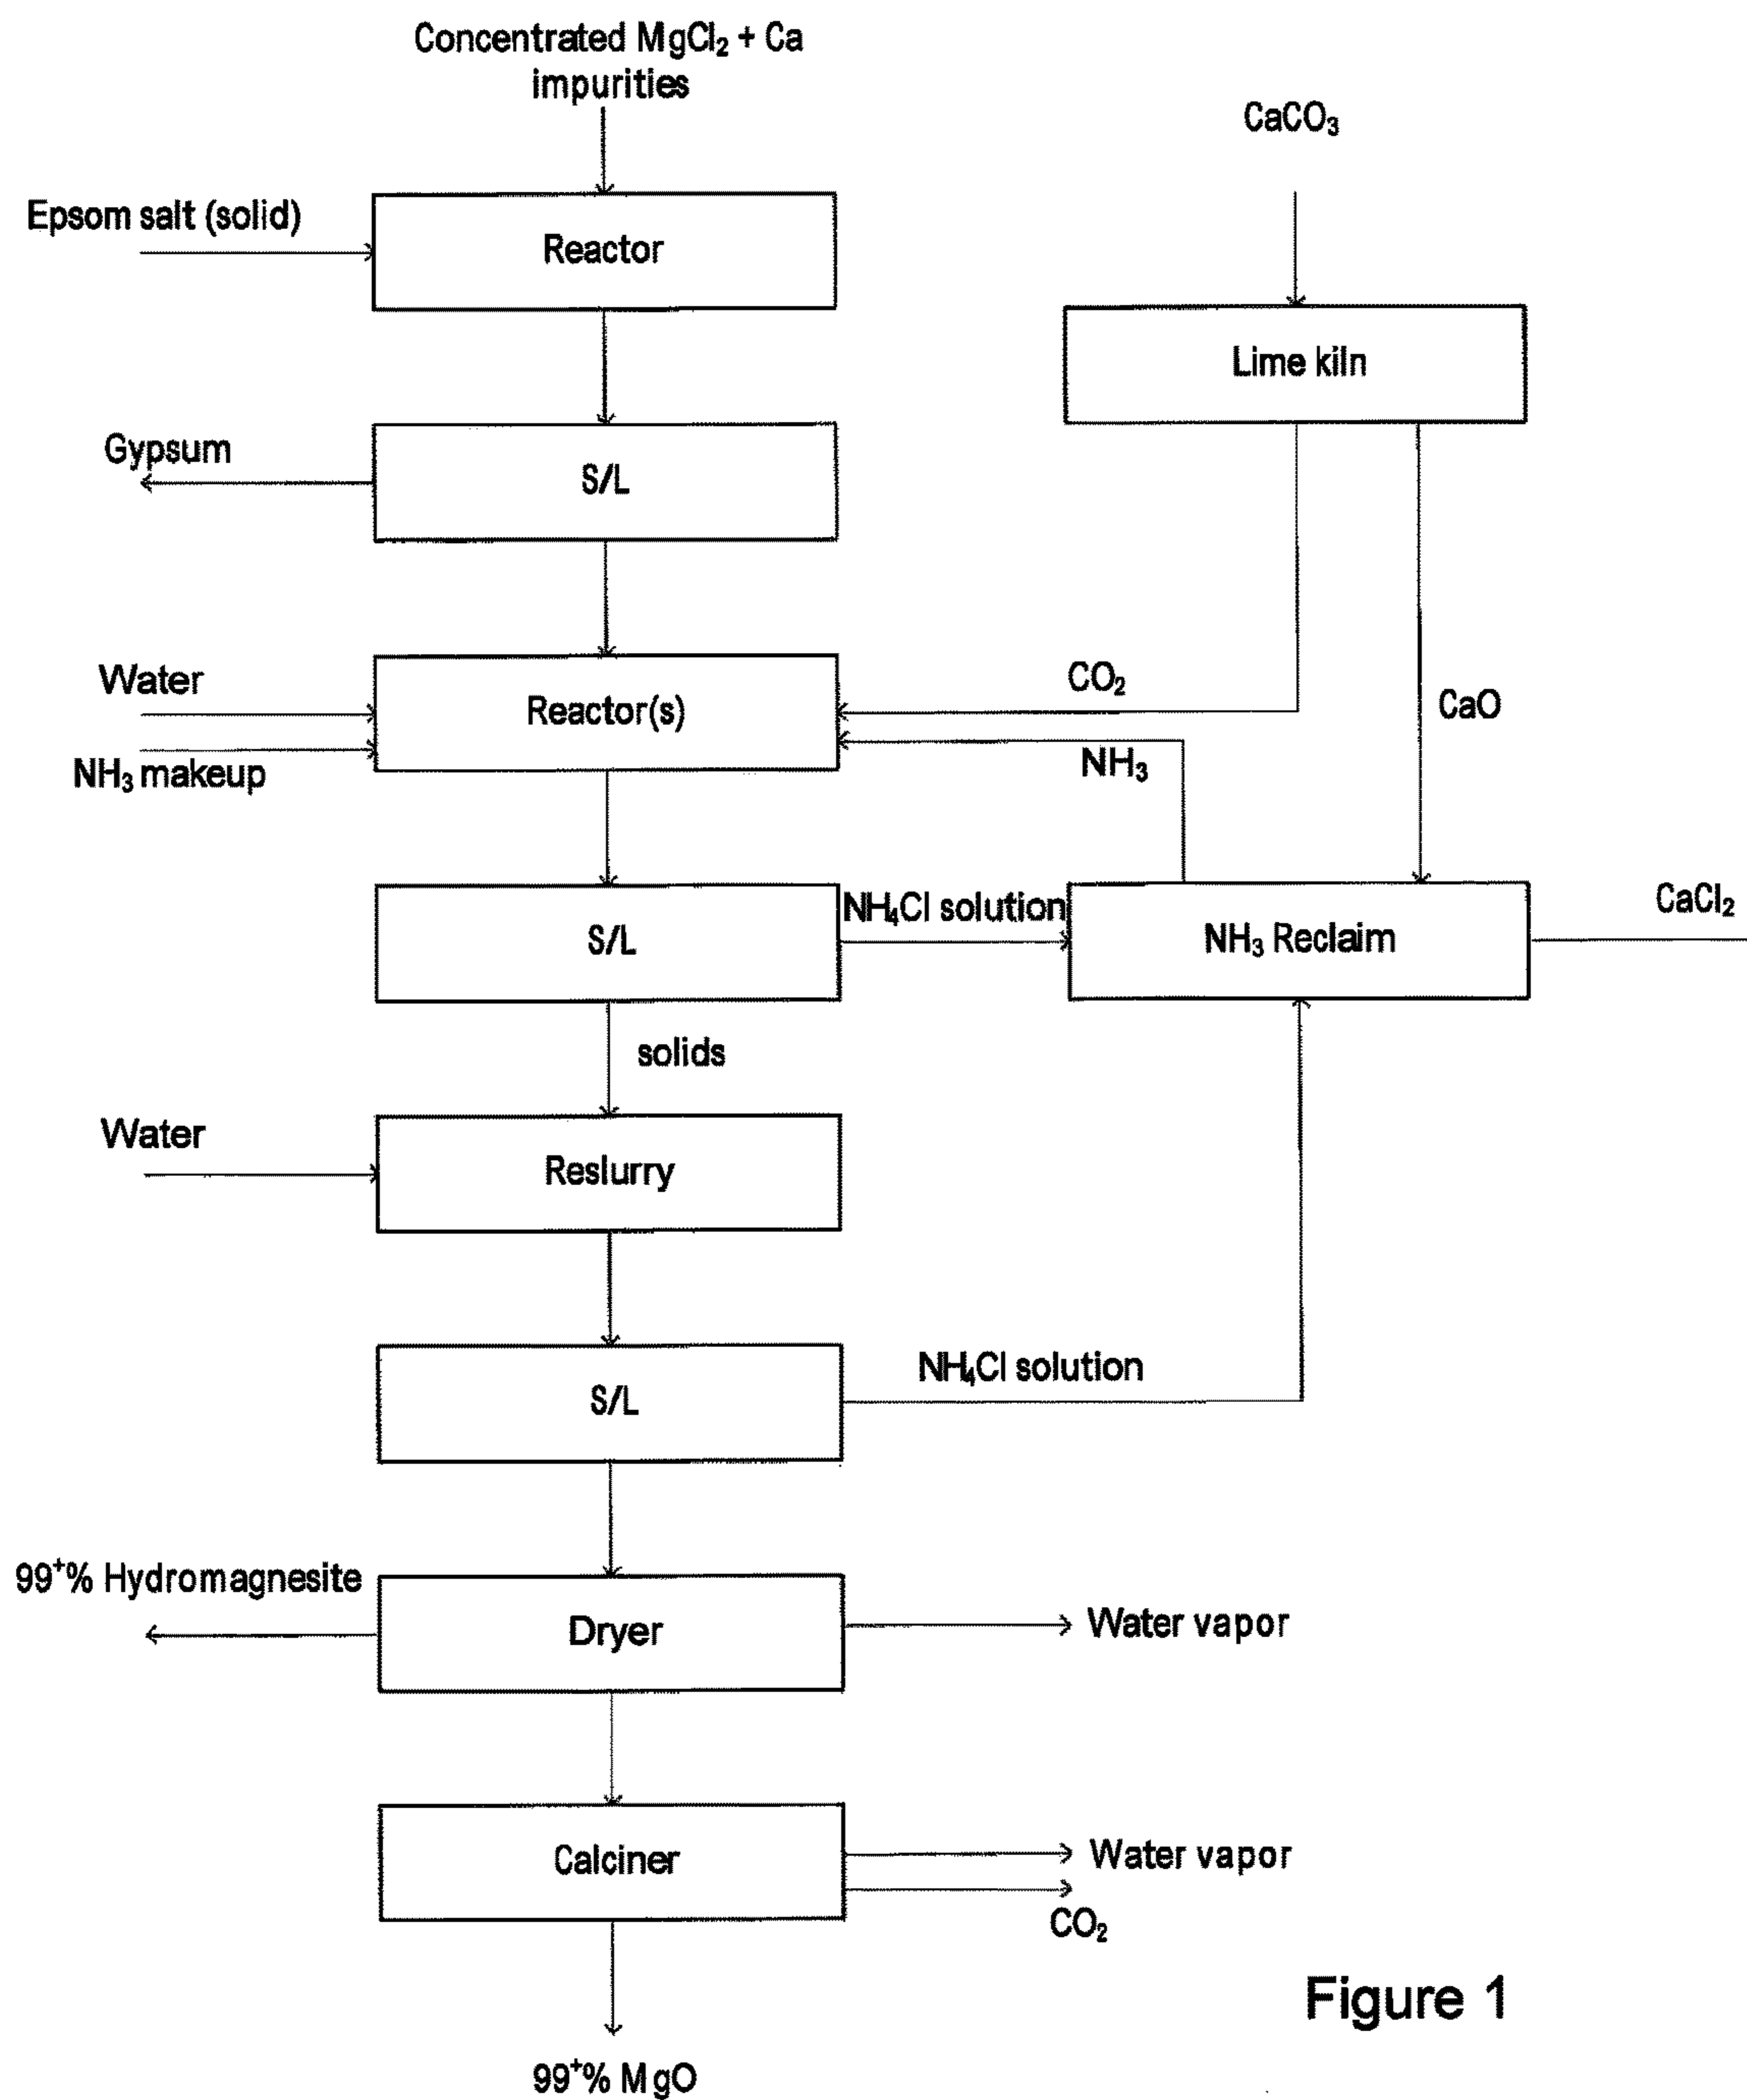 Concentrated MgCl₂ + Ca
impurities
CaCO₃
Epsom salt (solid)
Reactor
Lime kiln
Gypsum
S/L
Water
CO₂
Reactor(s)
CaO
NH₃
NH₃ makeup
NH₄Cl solution
CaCl₂
S/L
NH₃ Reclaim
solids
Water
Reslurry
NH₄Cl solution
S/L
99⁺% Hydromagnesite
Dryer
Water vapor
Calciner
Water vapor
CO₂
Figure 1
99⁺% MgO